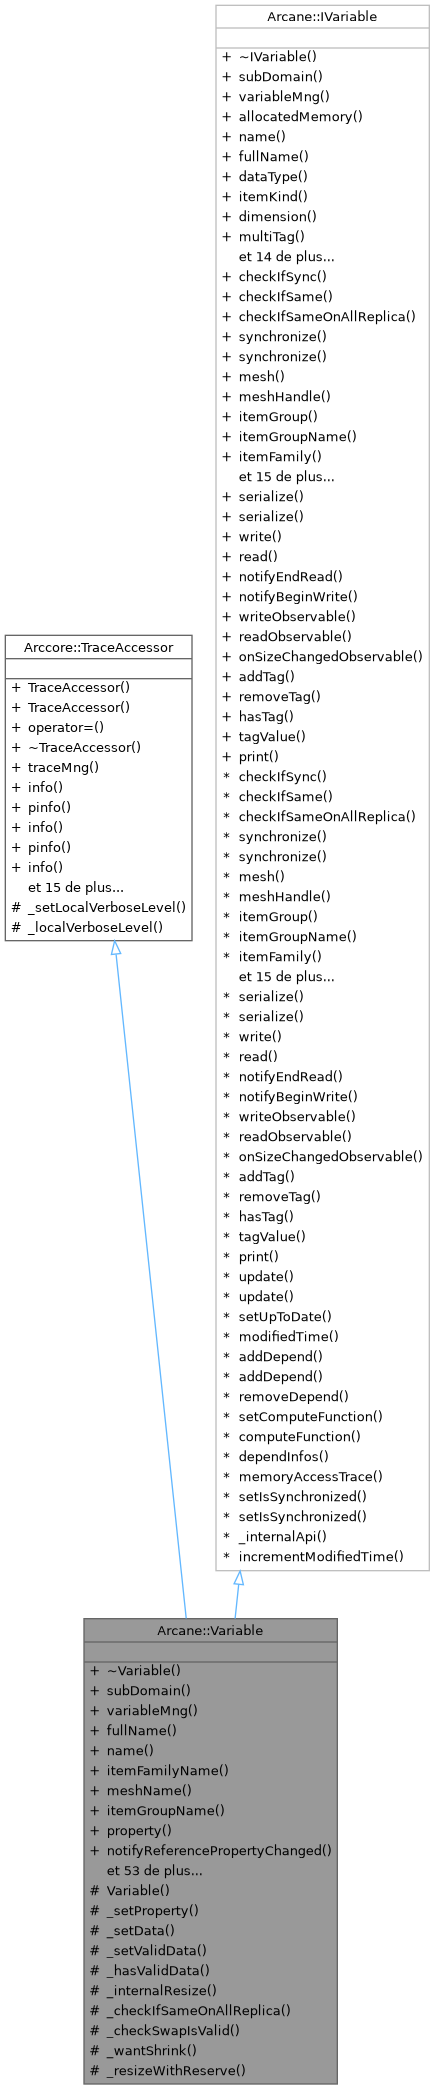 Arcane::IVariable
+ ~IVariable()
+ subDomain()
+ variableMng()
+ allocatedMemory()
+ name()
+ fullName()
+ dataType()
+ itemKind()
+ dimension()
+ multiTag()
et 14 de plus...
+ checkIfSync()
+ checkIfSame()
+ checkIfSameOnAllReplica()
+ synchronize()
+ synchronize()
+ mesh()
+ meshHandle()
+ itemGroup()
+ itemGroupName()
+ itemFamily()
et 15 de plus...
+ serialize()
+ serialize()
+ write()
+ read()
+ notifyEndRead()
+ notifyBeginWrite()
+ writeObservable()
+ readObservable()
+ onSizeChangedObservable()
+ addTag()
+ removeTag()
+ hasTag()
+ tagValue()
+ print()
* checkIfSync()
* checkIfSame()
* checkIfSameOnAllReplica()
* synchronize()
* synchronize()
* mesh()
* meshHandle()
* itemGroup()
* itemGroupName()
* itemFamily()
et 15 de plus...
* serialize()
* serialize()
* write()
* read()
* notifyEndRead()
* notifyBeginWrite()
* writeObservable()
* readObservable()
* onSizeChangedObservable()
* addTag()
* removeTag()
* hasTag()
* tagValue()
* print()
* update()
* update()
* setUpToDate()
* modifiedTime()
* addDepend()
* addDepend()
* removeDepend()
* setComputeFunction()
* computeFunction()
* dependInfos()
* memoryAccessTrace()
* setIsSynchronized()
* setIsSynchronized()
* _internalApi()
* incrementModifiedTime()
Arccore::TraceAccessor
+ TraceAccessor()
+ TraceAccessor()
+ operator=()
+ ~TraceAccessor()
+ traceMng()
+ info()
+ pinfo()
+ info()
+ pinfo()
+ info()
et 15 de plus...
# _setLocalVerboseLevel()
# _localVerboseLevel()
Arcane::Variable
+ ~Variable()
+ subDomain()
+ variableMng()
+ fullName()
+ name()
+ itemFamilyName()
+ meshName()
+ itemGroupName()
+ property()
+ notifyReferencePropertyChanged()
et 53 de plus...
# Variable()
# _setProperty()
# _setData()
# _setValidData()
# _hasValidData()
# _internalResize()
# _checkIfSameOnAllReplica()
# _checkSwapIsValid()
# _wantShrink()
# _resizeWithReserve()